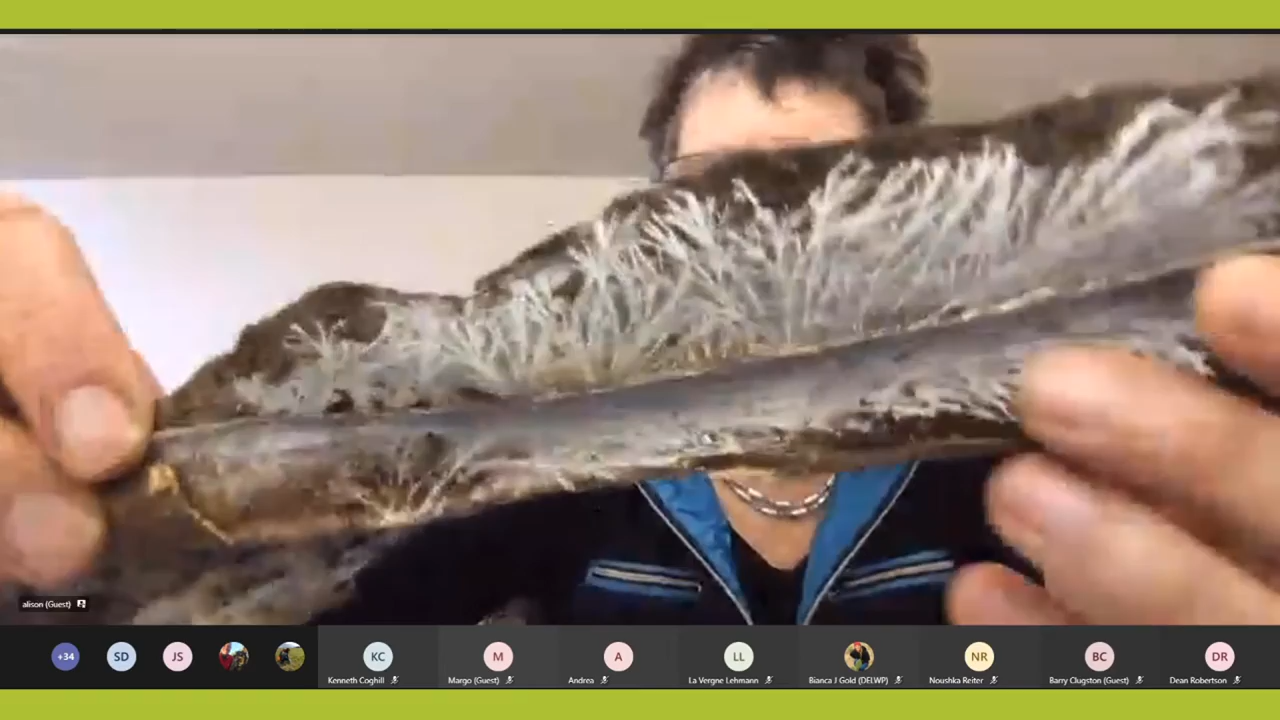 alison (Guest)
+34
SD
JS
KC
M
A
LL
NR
BC
DR
Kenneth Coghill
Margo (Guest)
Andrea
La Vergne Lehmann
Bianca J Gold (DELWP)
Noushka Reiter
Barry Clugston (Guest)
Dean Robertson